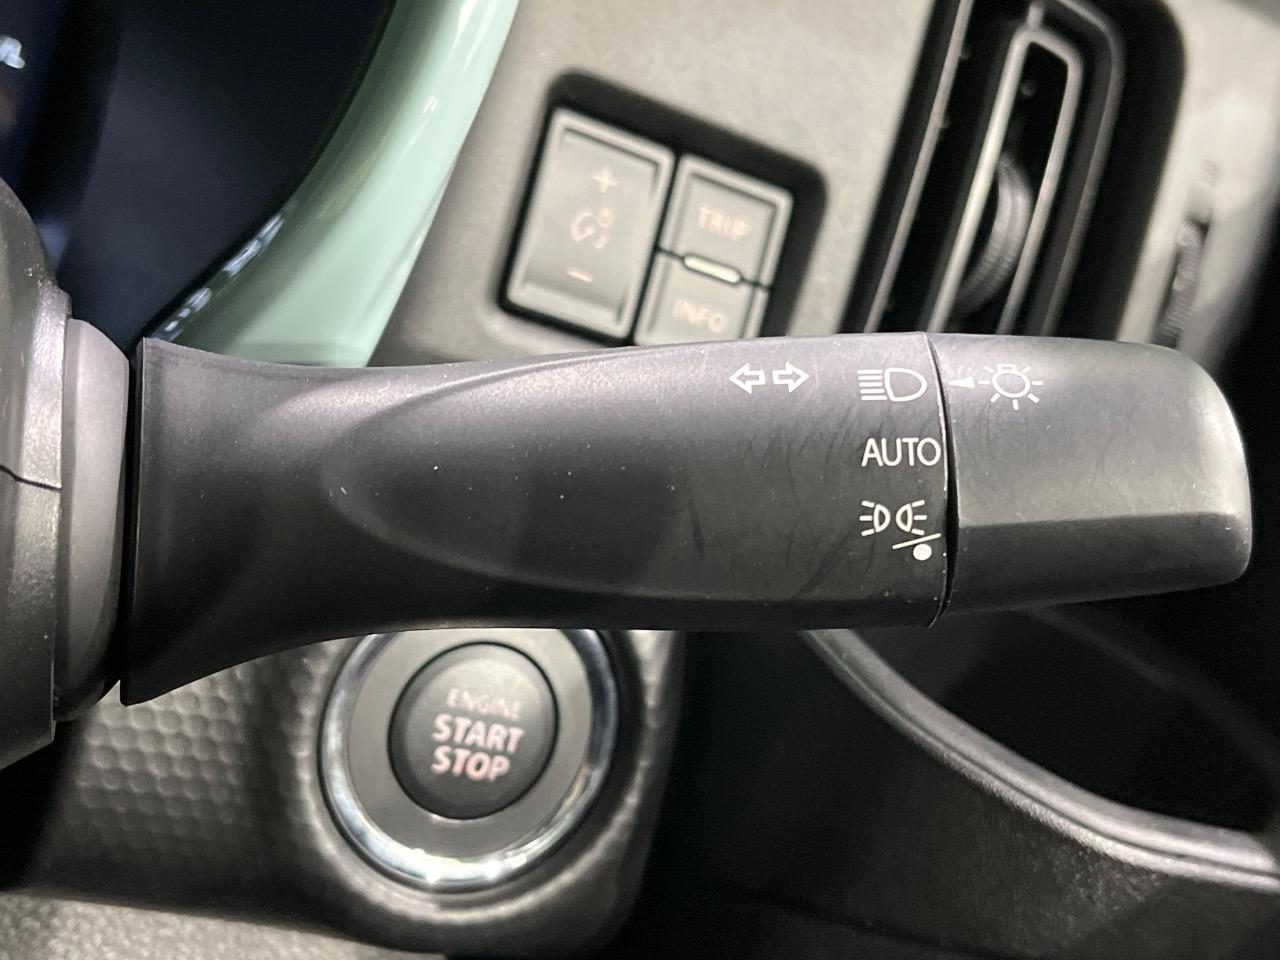 +
−
TRIP
INFO
AUTO
ENGINE
START
STOP